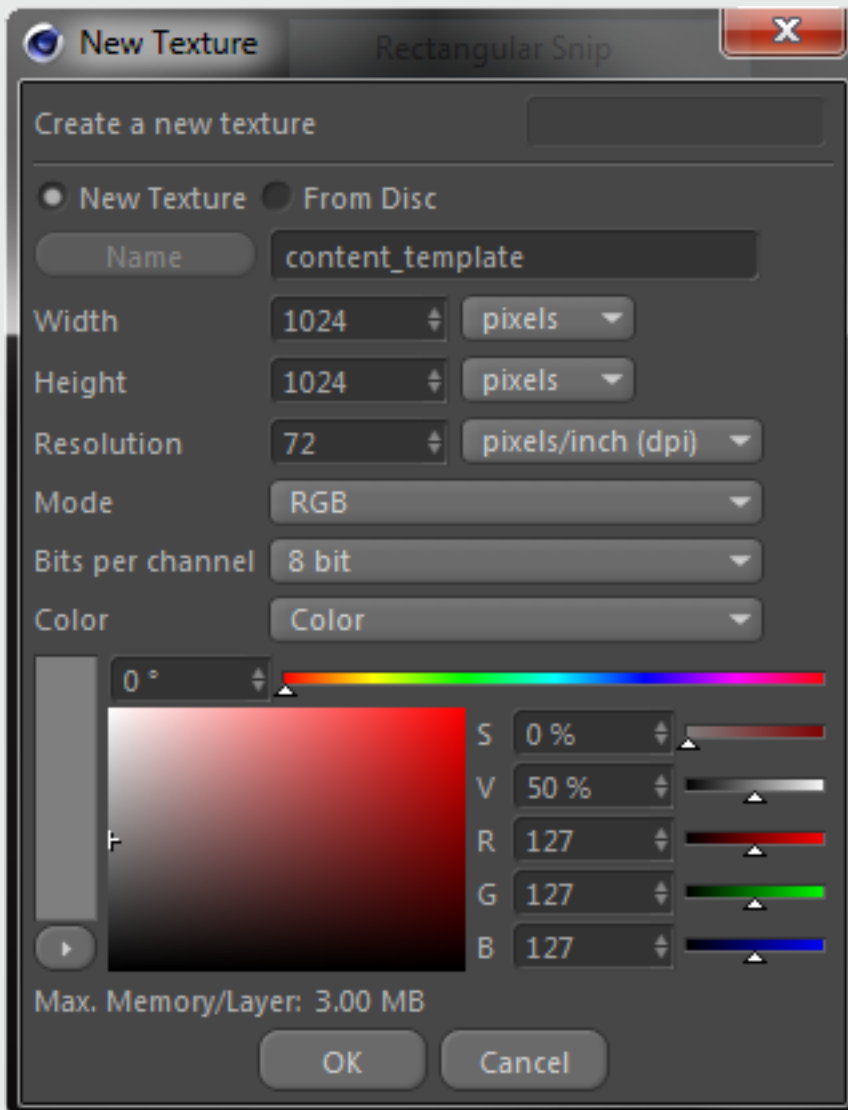 New Texture Rectangular Snip X
Create a new texture
New Texture From Disc
Name content_template
Width 1024 pixels
Height 1024 pixels
Resolution 72 pixels/inch (dpi)
Mode RGB
Bits per channel 8 bit
Color Color
0 °
S 0 %
V 50 %
R 127
G 127
B 127
Max. Memory/Layer: 3.00 MB
OK Cancel